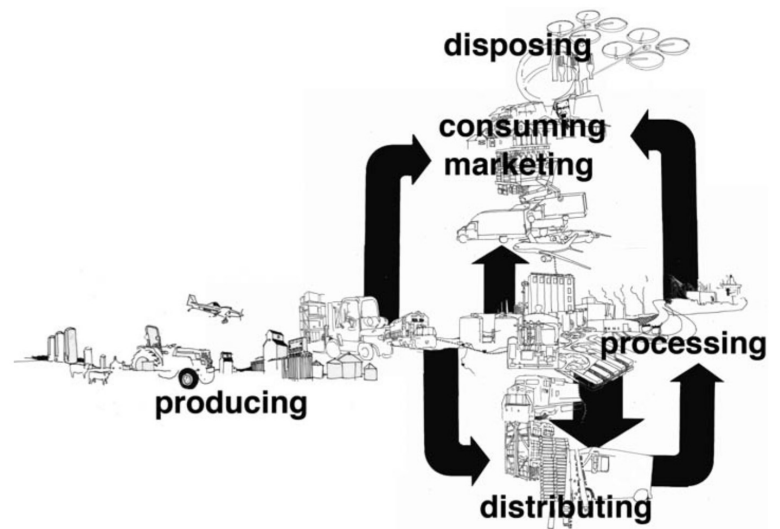 disposing
consuming
marketing
processing
producing
distributing